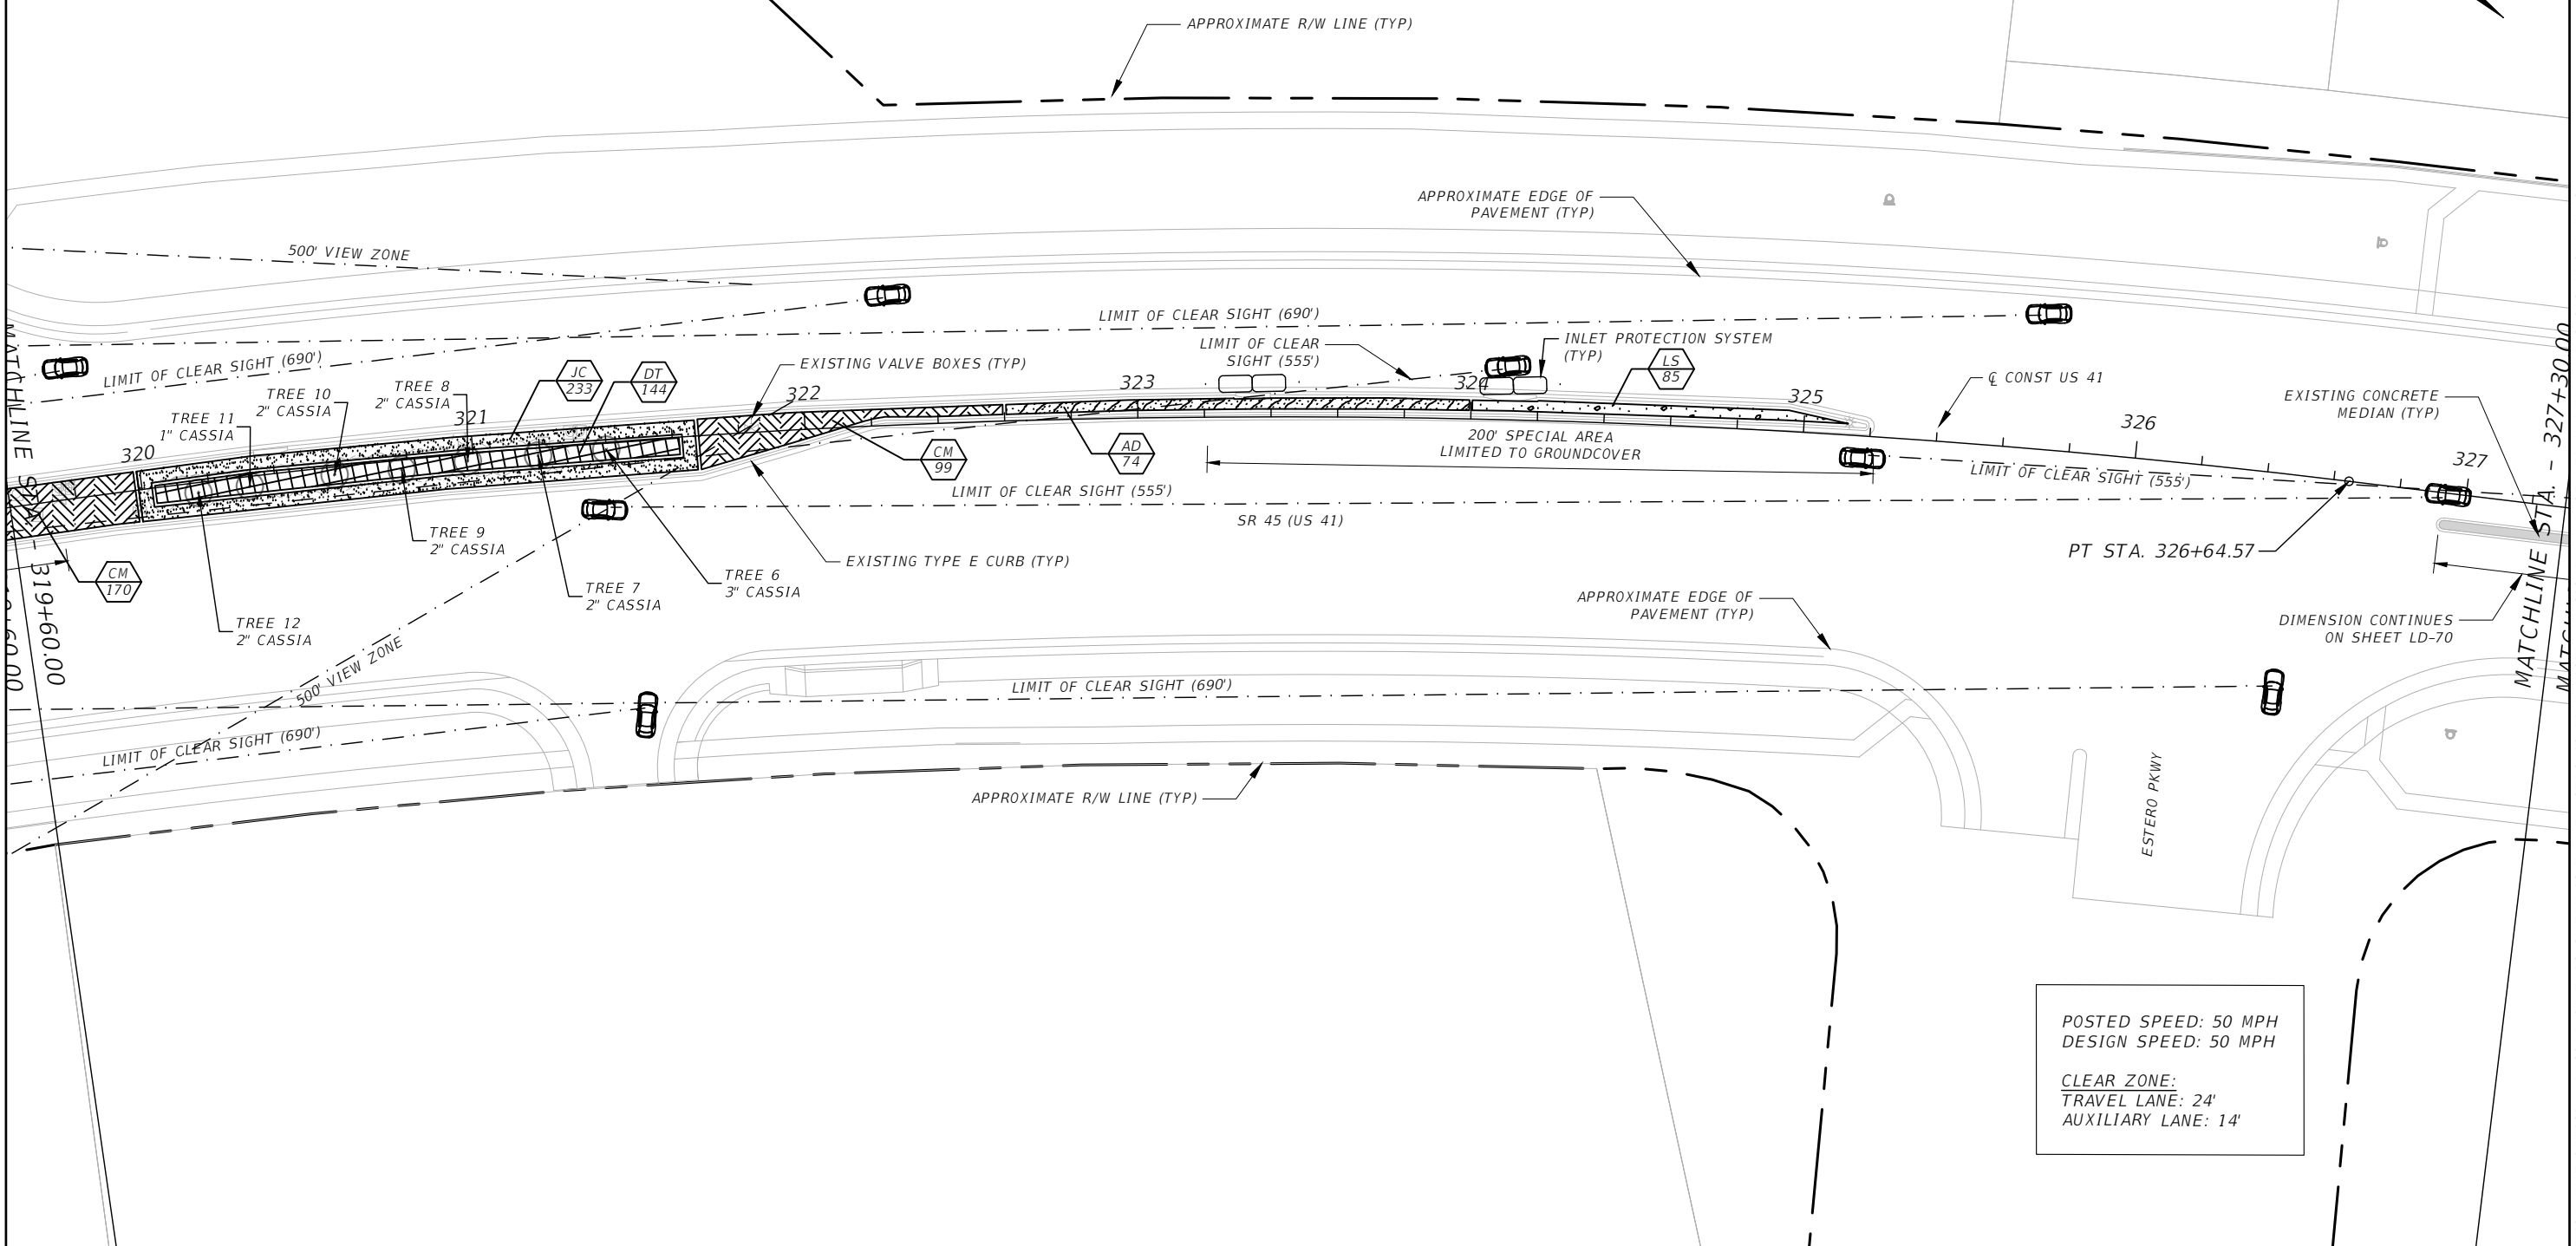 APPROXIMATE R/W LINE (TYP)
APPROXIMATE EDGE OF
PAVEMENT (TYP)
500' VIEW ZONE
LIMIT OF CLEAR SIGHT (690')
LIMIT OF CLEAR
SIGHT (555')
INLET PROTECTION SYSTEM
(TYP)
LS
85
LIMIT OF CLEAR SIGHT (690')
JC
233
DT
144
EXISTING VALVE BOXES (TYP)
℄ CONST US 41
EXISTING CONCRETE
MEDIAN (TYP)
TREE 8
2" CASSIA
TREE 10
2" CASSIA
TREE 11
1" CASSIA
320
321
322
323
324
325
326
327
CM
99
AD
74
200' SPECIAL AREA
LIMITED TO GROUNDCOVER
LIMIT OF CLEAR SIGHT (555')
LIMIT OF CLEAR SIGHT (555')
SR 45 (US 41)
PT STA. 326+64.57
TREE 9
2" CASSIA
EXISTING TYPE E CURB (TYP)
CM
170
TREE 7
2" CASSIA
TREE 6
3" CASSIA
TREE 12
2" CASSIA
APPROXIMATE EDGE OF
PAVEMENT (TYP)
DIMENSION CONTINUES
ON SHEET LD-70
MATCHLINE STA. - 319+60.00
MATCHLINE STA. - 327+30.00
500' VIEW ZONE
LIMIT OF CLEAR SIGHT (690')
LIMIT OF CLEAR SIGHT (690')
APPROXIMATE R/W LINE (TYP)
ESTERO PKWY
POSTED SPEED: 50 MPH
DESIGN SPEED: 50 MPH
CLEAR ZONE:
TRAVEL LANE: 24'
AUXILIARY LANE: 14'